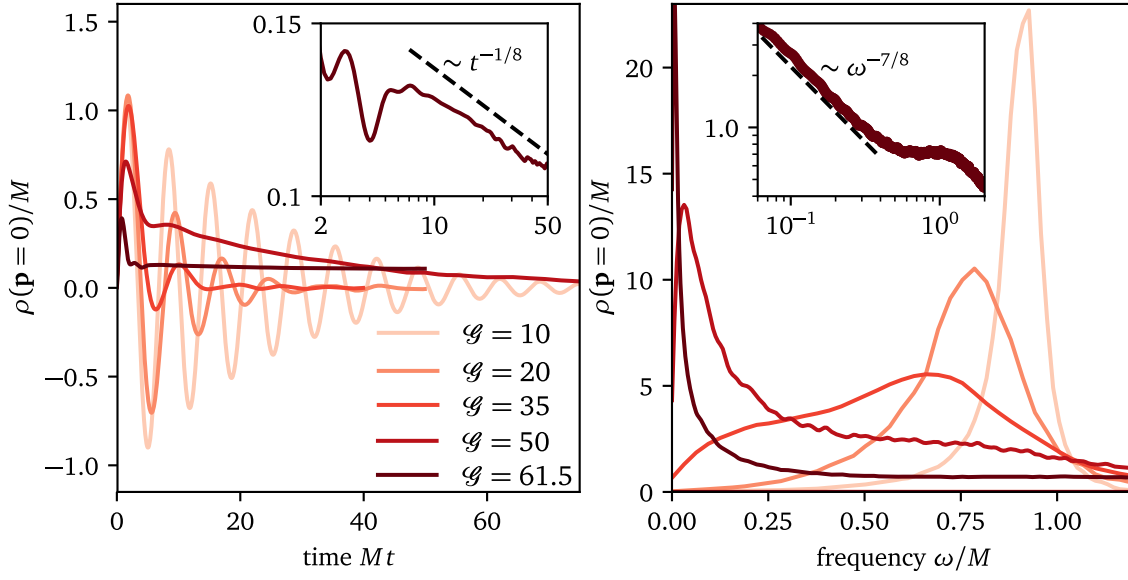 1.5
1.0
0.5
0.0
−0.5
−1.0
ρ(p = 0)/M
0
20
40
60
time Mt
0.15
0.1
2
10
50
~ t^{−1/8}
𝒢 = 10
𝒢 = 20
𝒢 = 35
𝒢 = 50
𝒢 = 61.5
20
15
10
5
0
ρ(p = 0)/M
0.00
0.25
0.50
0.75
1.00
frequency ω/M
1.0
10^{−1}
10^{0}
~ ω^{−7/8}